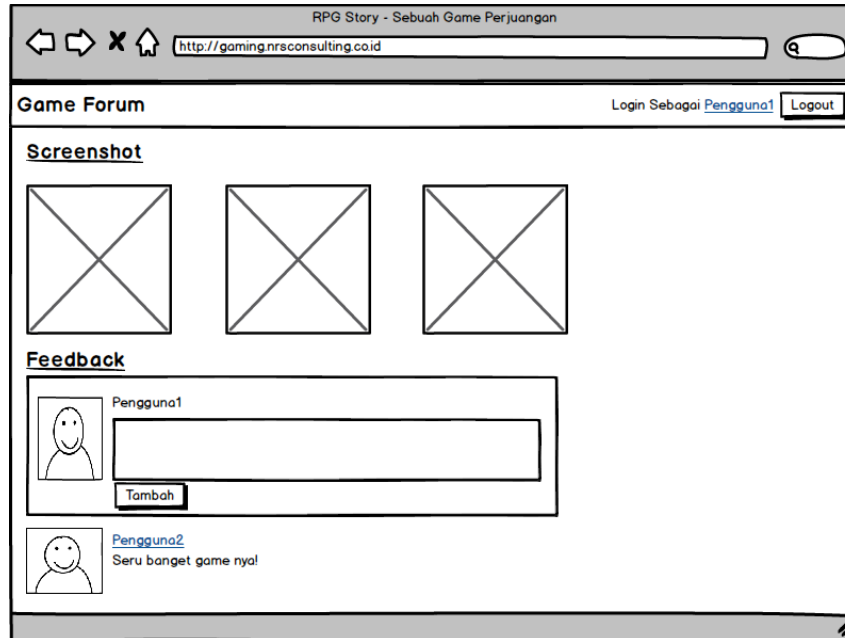 RPG Story - Sebuah Game Perjuangan
http://gaming.nrsconsulting.co.id
Game Forum
Login Sebagai Pengguna1 Logout
Screenshot
Feedback
Pengguna1
Tambah
Pengguna2
Seru banget game nya!